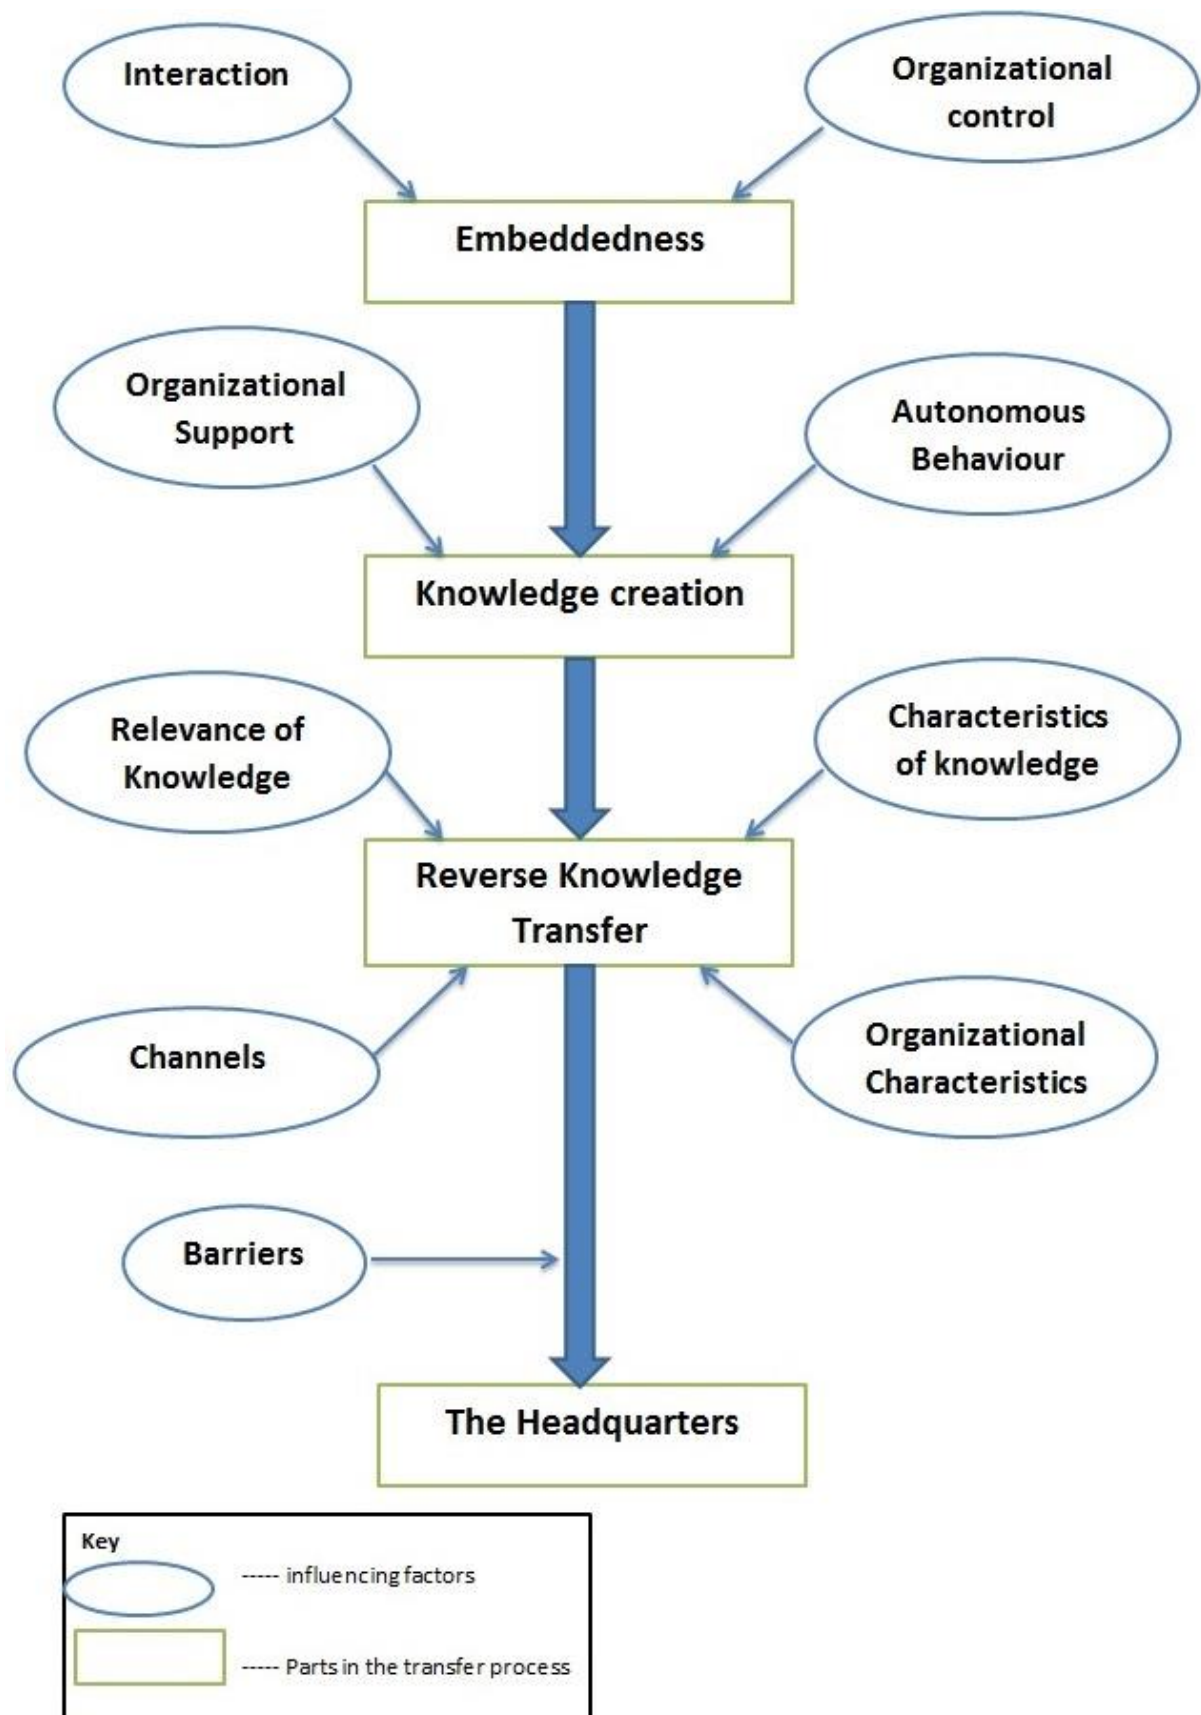 Interaction
Organizational
control
Embeddedness
Organizational
Support
Autonomous
Behaviour
Knowledge creation
Relevance of
Knowledge
Characteristics
of knowledge
Reverse Knowledge
Transfer
Channels
Organizational
Characteristics
Barriers
The Headquarters
Key
----- influencing factors
----- Parts in the transfer process